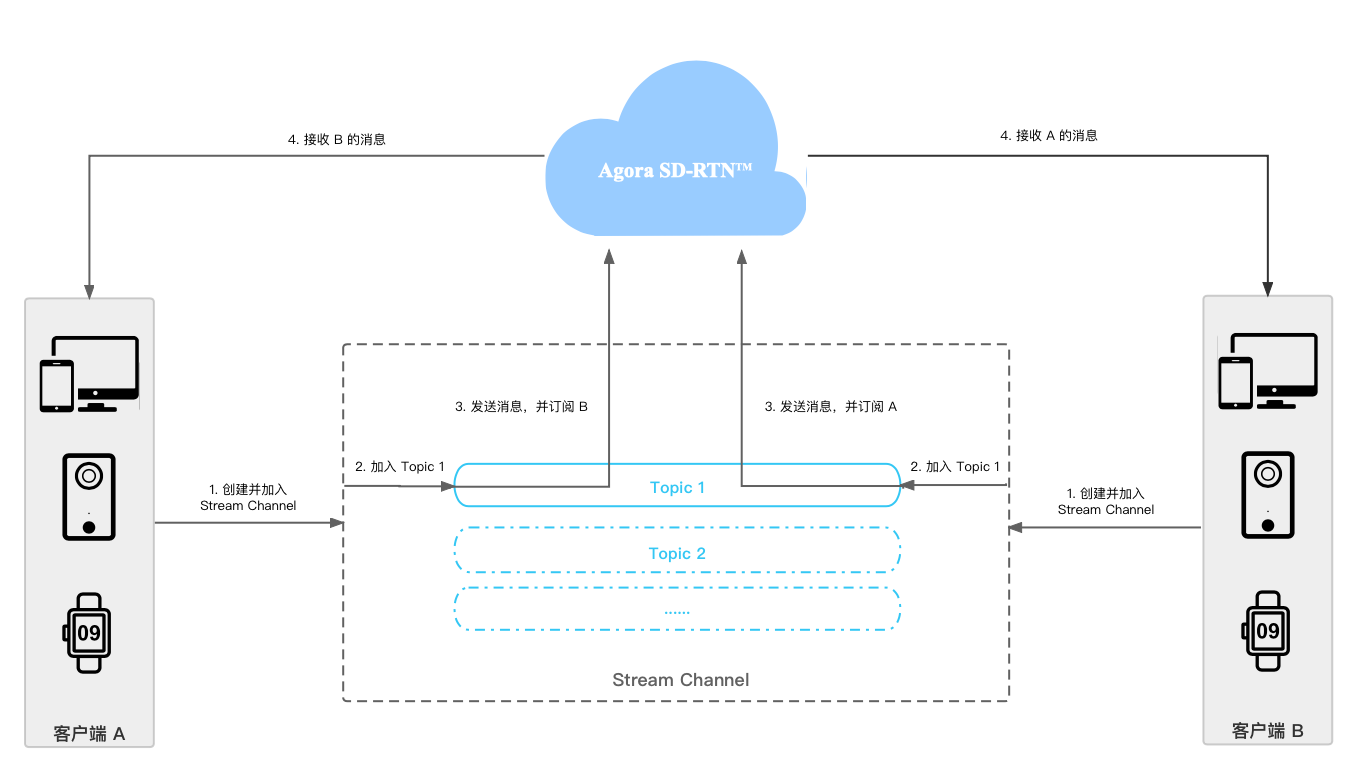 4. 接收 B 的消息
4. 接收 A 的消息
Agora SD-RTN™
3. 发送消息，并订阅 B
3. 发送消息，并订阅 A
2. 加入 Topic 1
2. 加入 Topic 1
Topic 1
1. 创建并加入
Stream Channel
1. 创建并加入
Stream Channel
Topic 2
......
09
09
Stream Channel
客户端 A
客户端 B